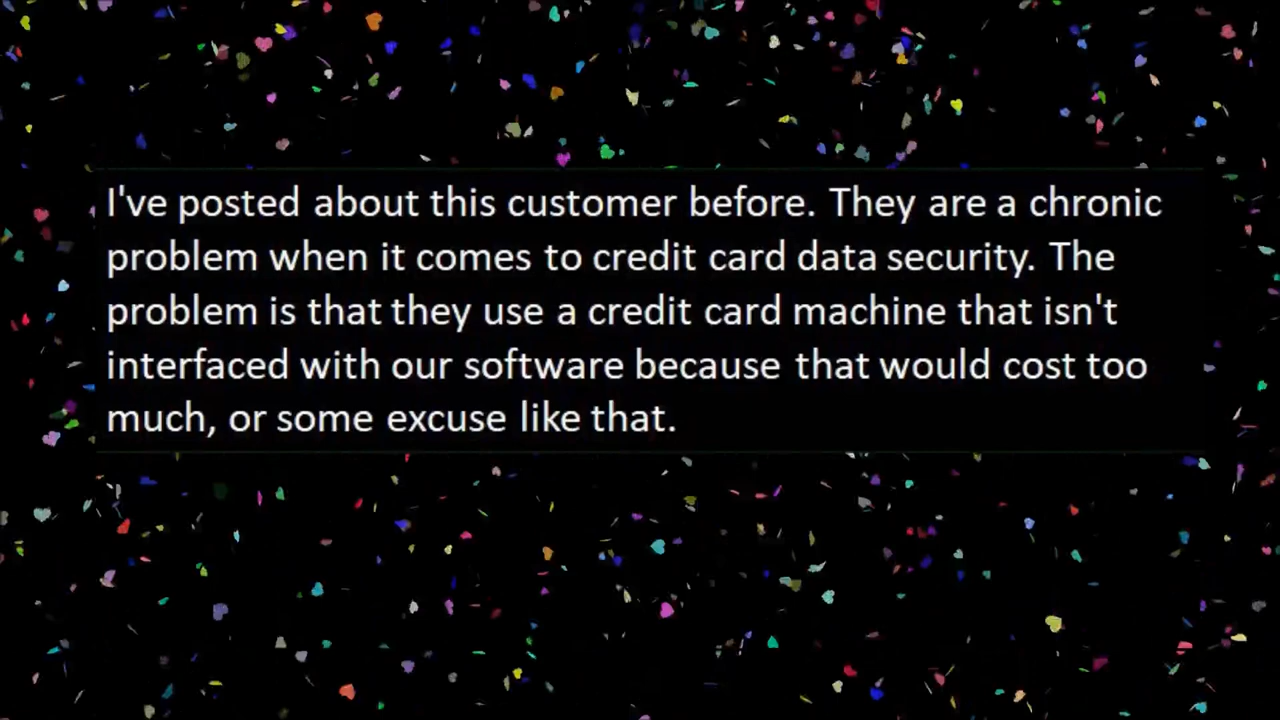 I've posted about this customer before. They are a chronic
problem when it comes to credit card data security. The
problem is that they use a credit card machine that isn't
interfaced with our software because that would cost too
much, or some excuse like that.